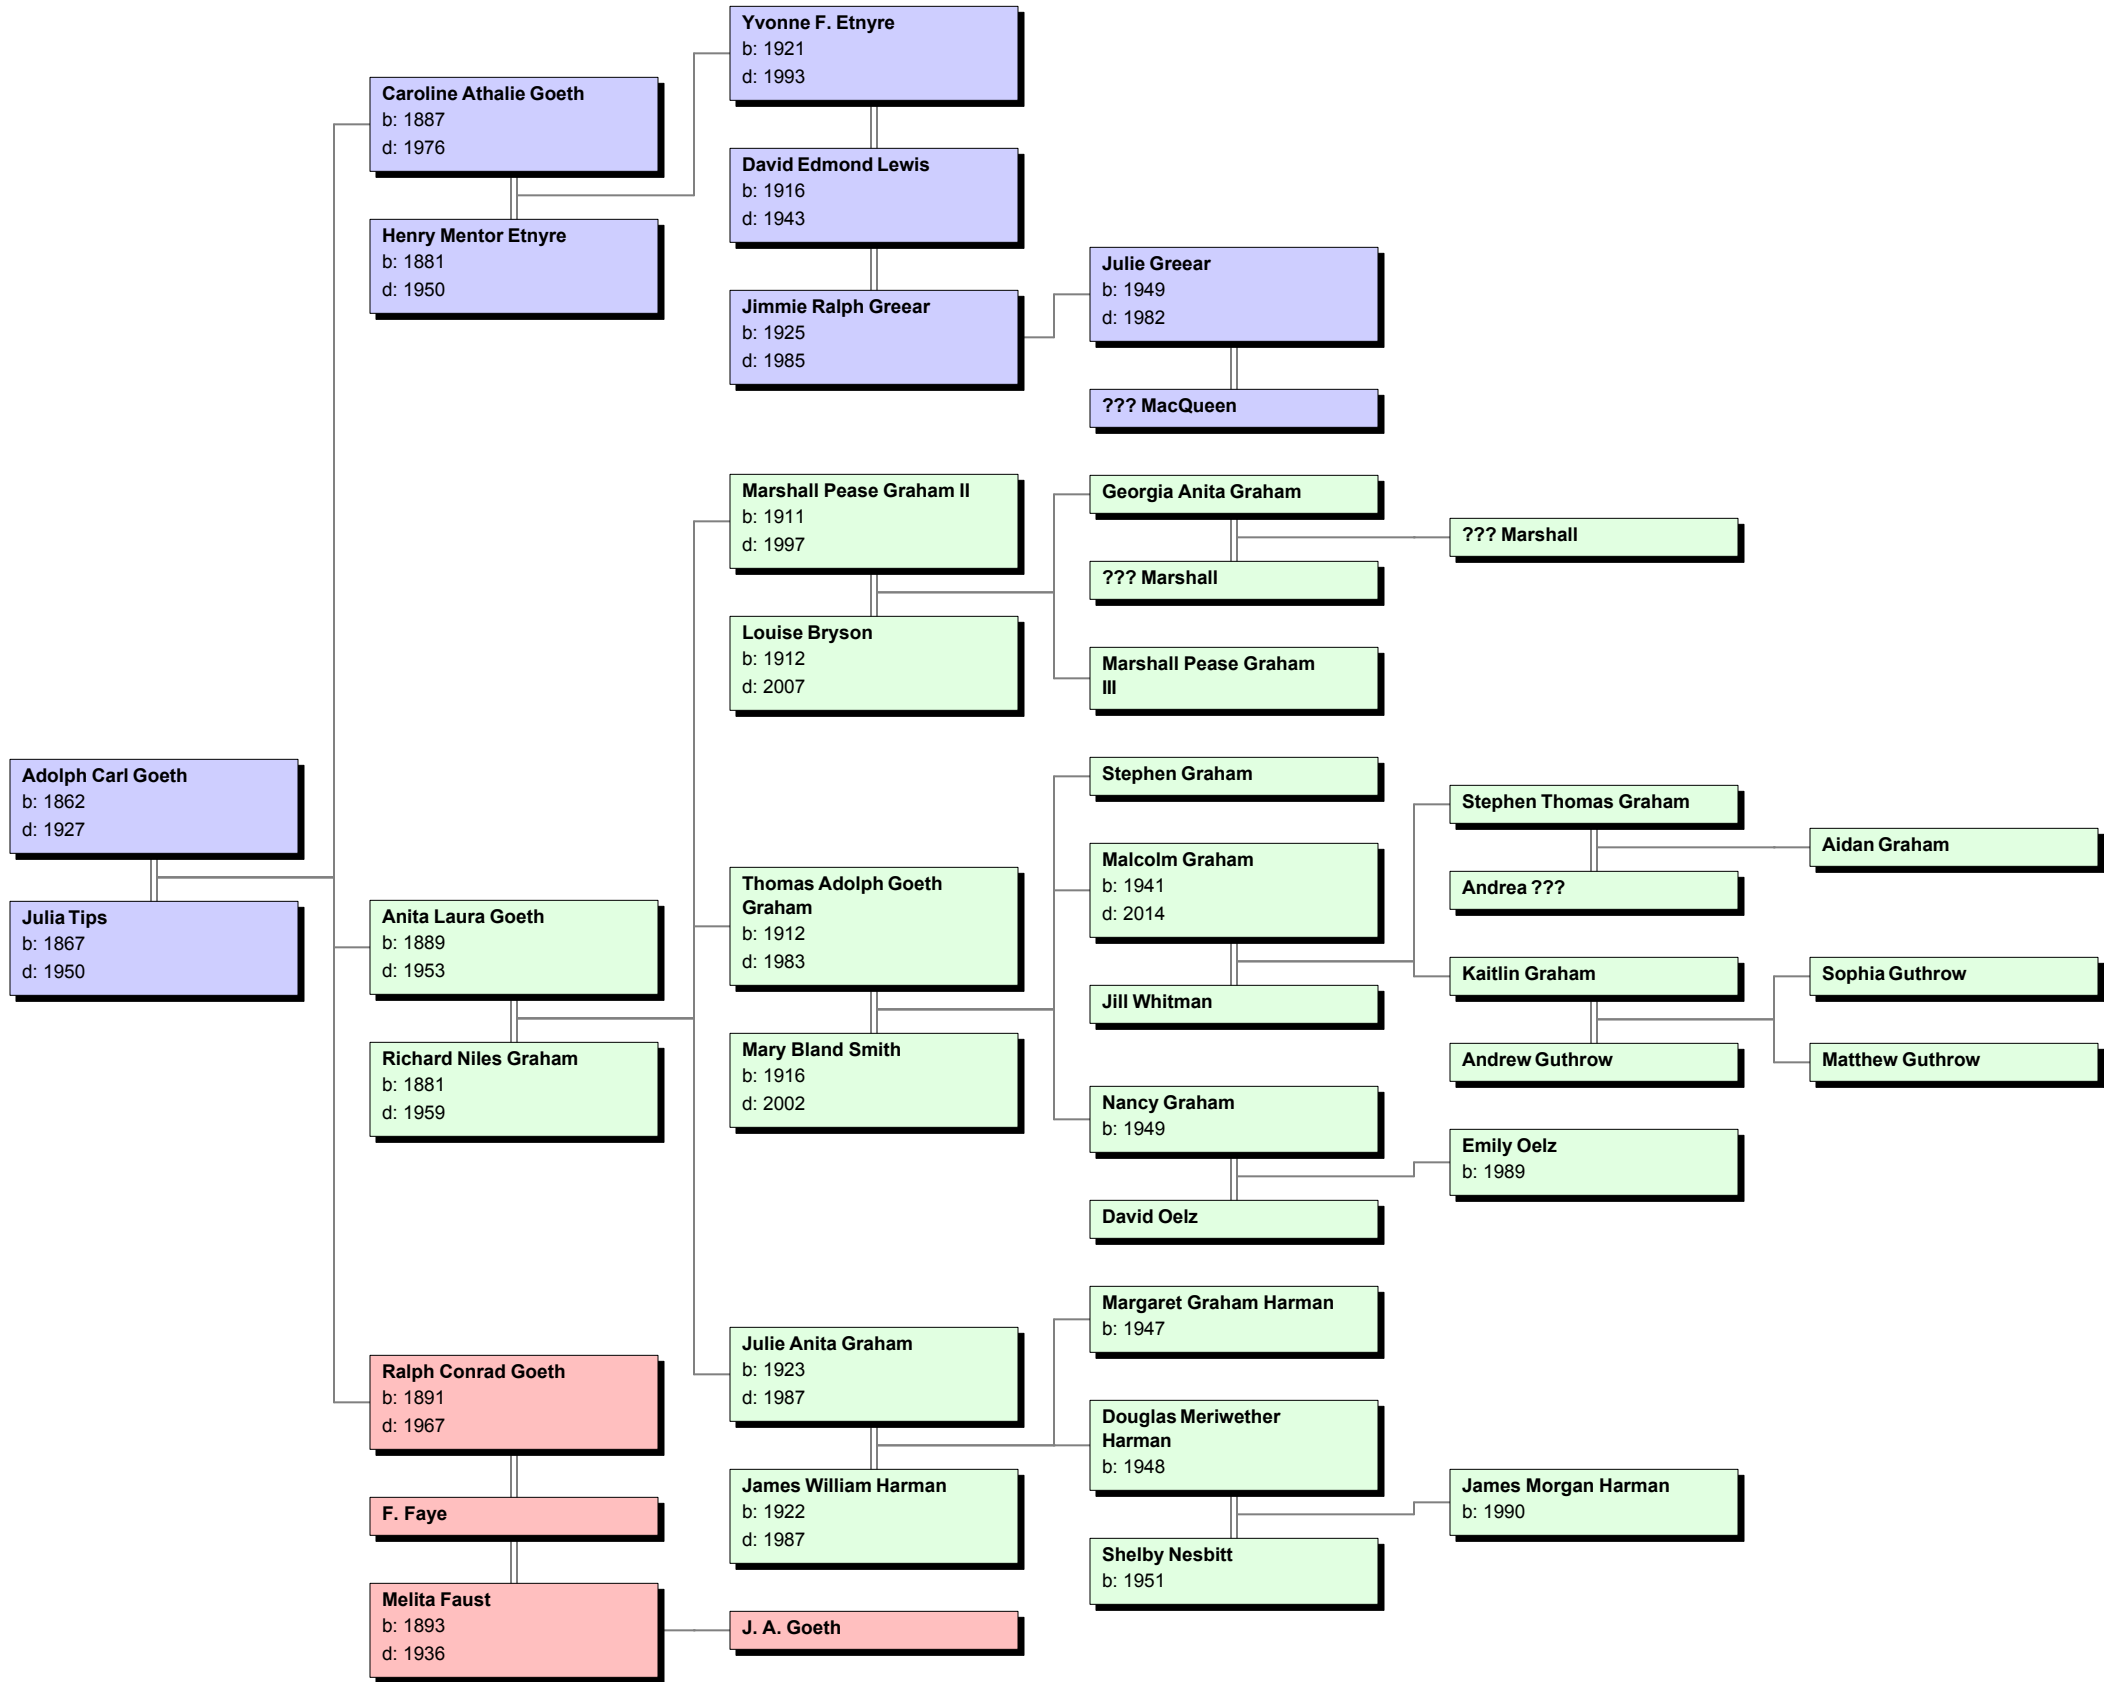 Yvonne F. Etnyre
b: 1921
d: 1993
Caroline Athalie Goeth
b: 1887
d: 1976
David Edmond Lewis
b: 1916
d: 1943
Henry Mentor Etnyre
b: 1881
d: 1950
Julie Greear
b: 1949
d: 1982
Jimmie Ralph Greear
b: 1925
d: 1985
??? MacQueen
Marshall Pease Graham II
b: 1911
d: 1997
Georgia Anita Graham
??? Marshall
??? Marshall
Louise Bryson
b: 1912
d: 2007
Marshall Pease Graham
III
Adolph Carl Goeth
b: 1862
d: 1927
Stephen Graham
Stephen Thomas Graham
Aidan Graham
Malcolm Graham
b: 1941
d: 2014
Thomas Adolph Goeth
Graham
b: 1912
d: 1983
Andrea ???
Julia Tips
b: 1867
d: 1950
Anita Laura Goeth
b: 1889
d: 1953
Kaitlin Graham
Sophia Guthrow
Jill Whitman
Richard Niles Graham
b: 1881
d: 1959
Mary Bland Smith
b: 1916
d: 2002
Andrew Guthrow
Matthew Guthrow
Nancy Graham
b: 1949
Emily Oelz
b: 1989
David Oelz
Margaret Graham Harman
b: 1947
Julie Anita Graham
b: 1923
d: 1987
Ralph Conrad Goeth
b: 1891
d: 1967
Douglas Meriwether
Harman
b: 1948
James William Harman
b: 1922
d: 1987
James Morgan Harman
b: 1990
F. Faye
Shelby Nesbitt
b: 1951
Melita Faust
b: 1893
d: 1936
J. A. Goeth